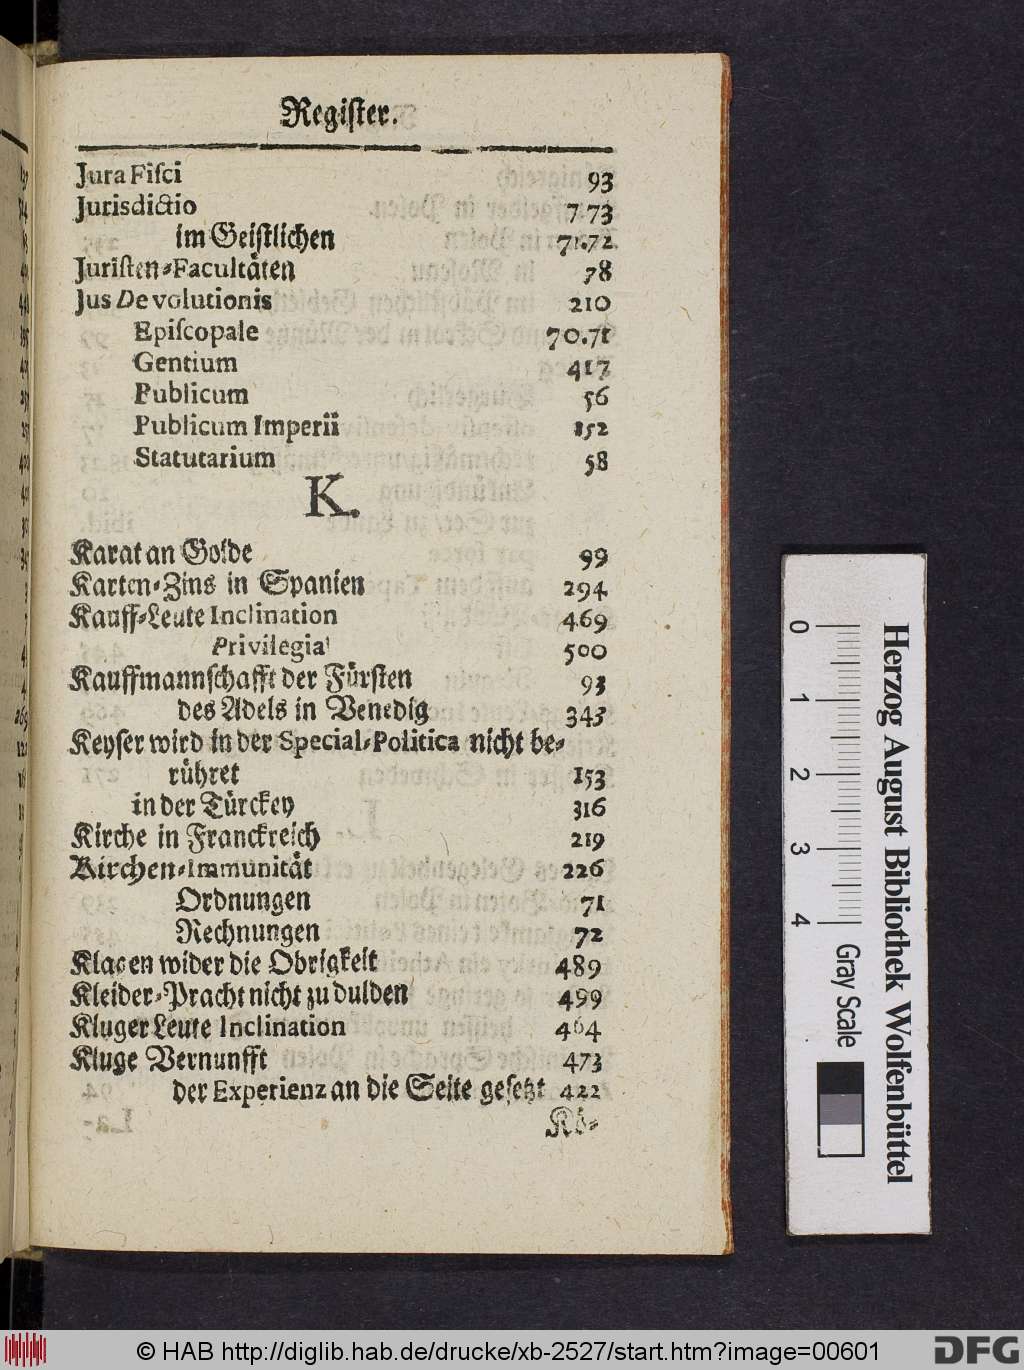 Regiſter.
Jura Fiſci 93
Jurisdictio 7 73
im Geiſtlichen 71.72
Juriſten-Facultäten 78
Jus Devolutionis 210
Epiſcopale 70.71
Gentium 417
Publicum 56
Publicum Imperii 152
Statutarium 58
K.
Karat an Golde 99
Karten-Zins in Spanien 294
Kauff-Leute Inclination 469
Privilegia 500
Kauffmannſchafft der Fürſten 93
des Adels in Venedig 343
Keyſer wird in der Special-Politica nicht be-
rühret 153
in der Türckey 316
Kirche in Franckreich 219
Kirchen-Immunität 226
Ordnungen 71
Rechnungen 72
Klagen wider die Obrigkeit 489
Kleider-Pracht nicht zu dulden 499
Kluger Leute Inclination 464
Kluge Vernunfft 473
der Experienz an die Seite geſetzt 422
Kö-
0 1 2 3 4 Gray Scale
Herzog August Bibliothek Wolfenbüttel
© HAB http://diglib.hab.de/drucke/xb-2527/start.htm?image=00601
DFG